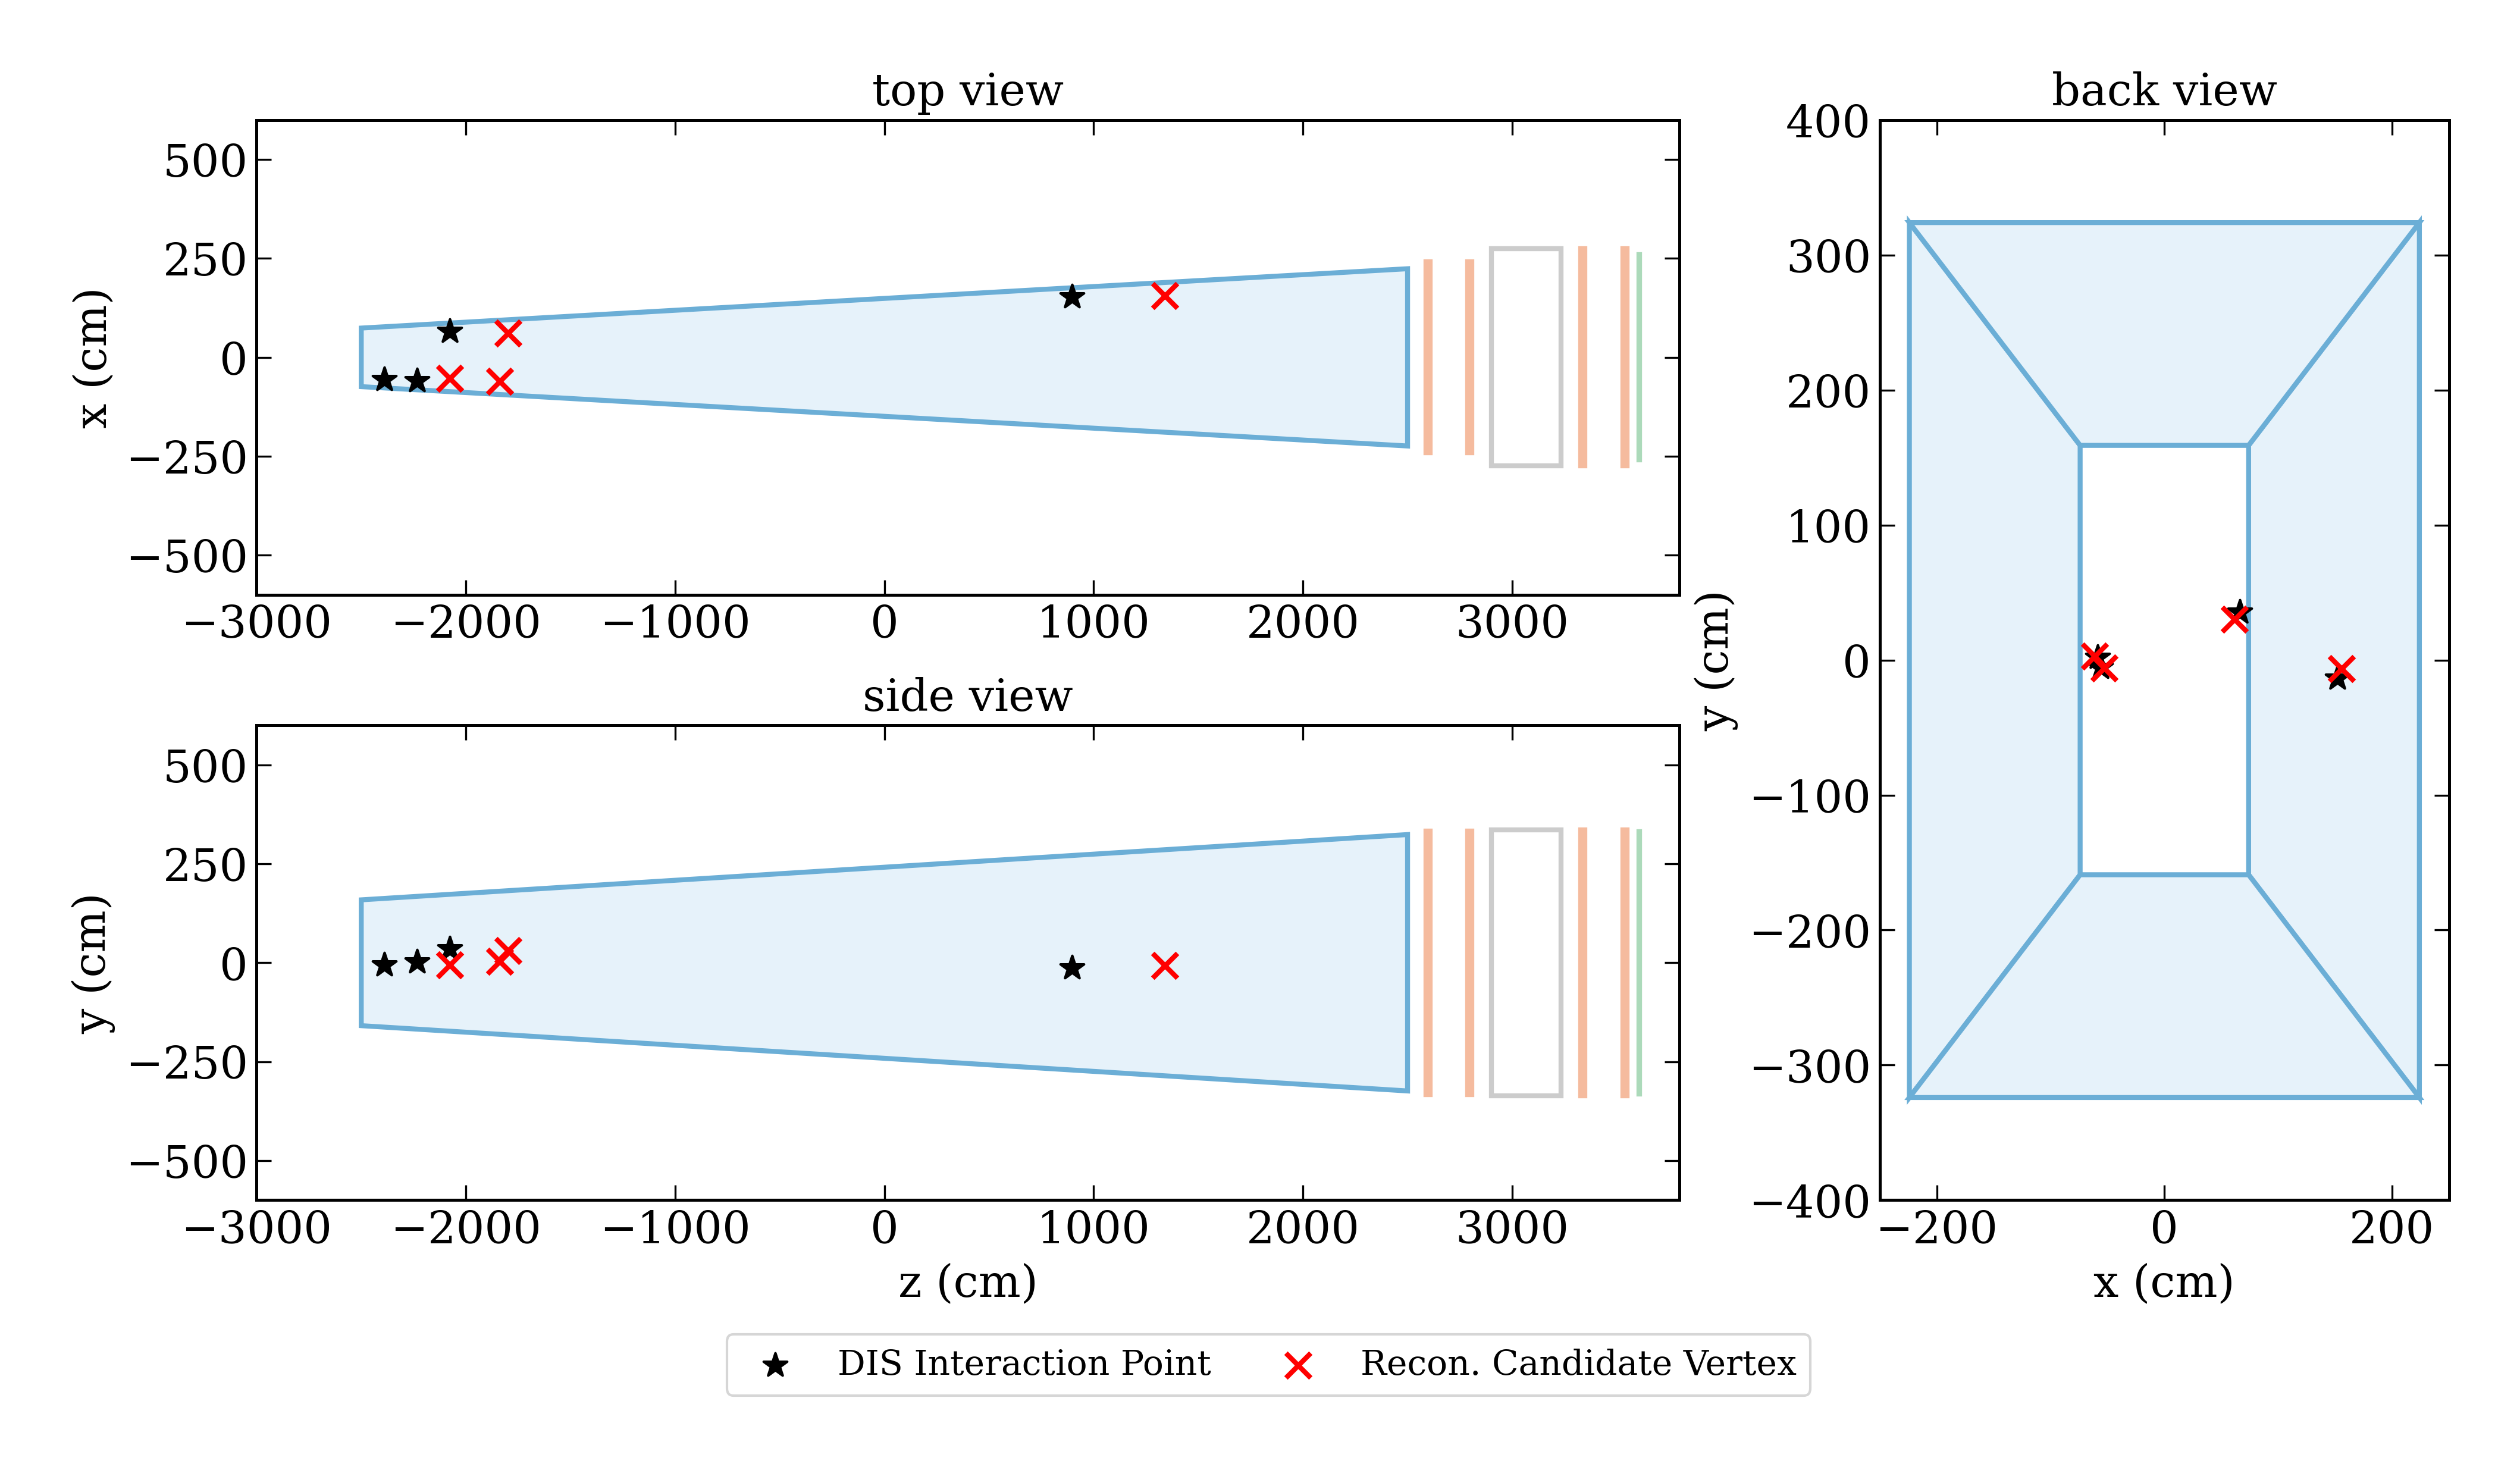 top view
500
250
0
−250
−500
x (cm)
−3000 −2000 −1000 0 1000 2000 3000
side view
500
250
0
−250
−500
y (cm)
−3000 −2000 −1000 0 1000 2000 3000
z (cm)
back view
400
300
200
100
0
−100
−200
−300
−400
y (cm)
−200 0 200
x (cm)
DIS Interaction Point
Recon. Candidate Vertex